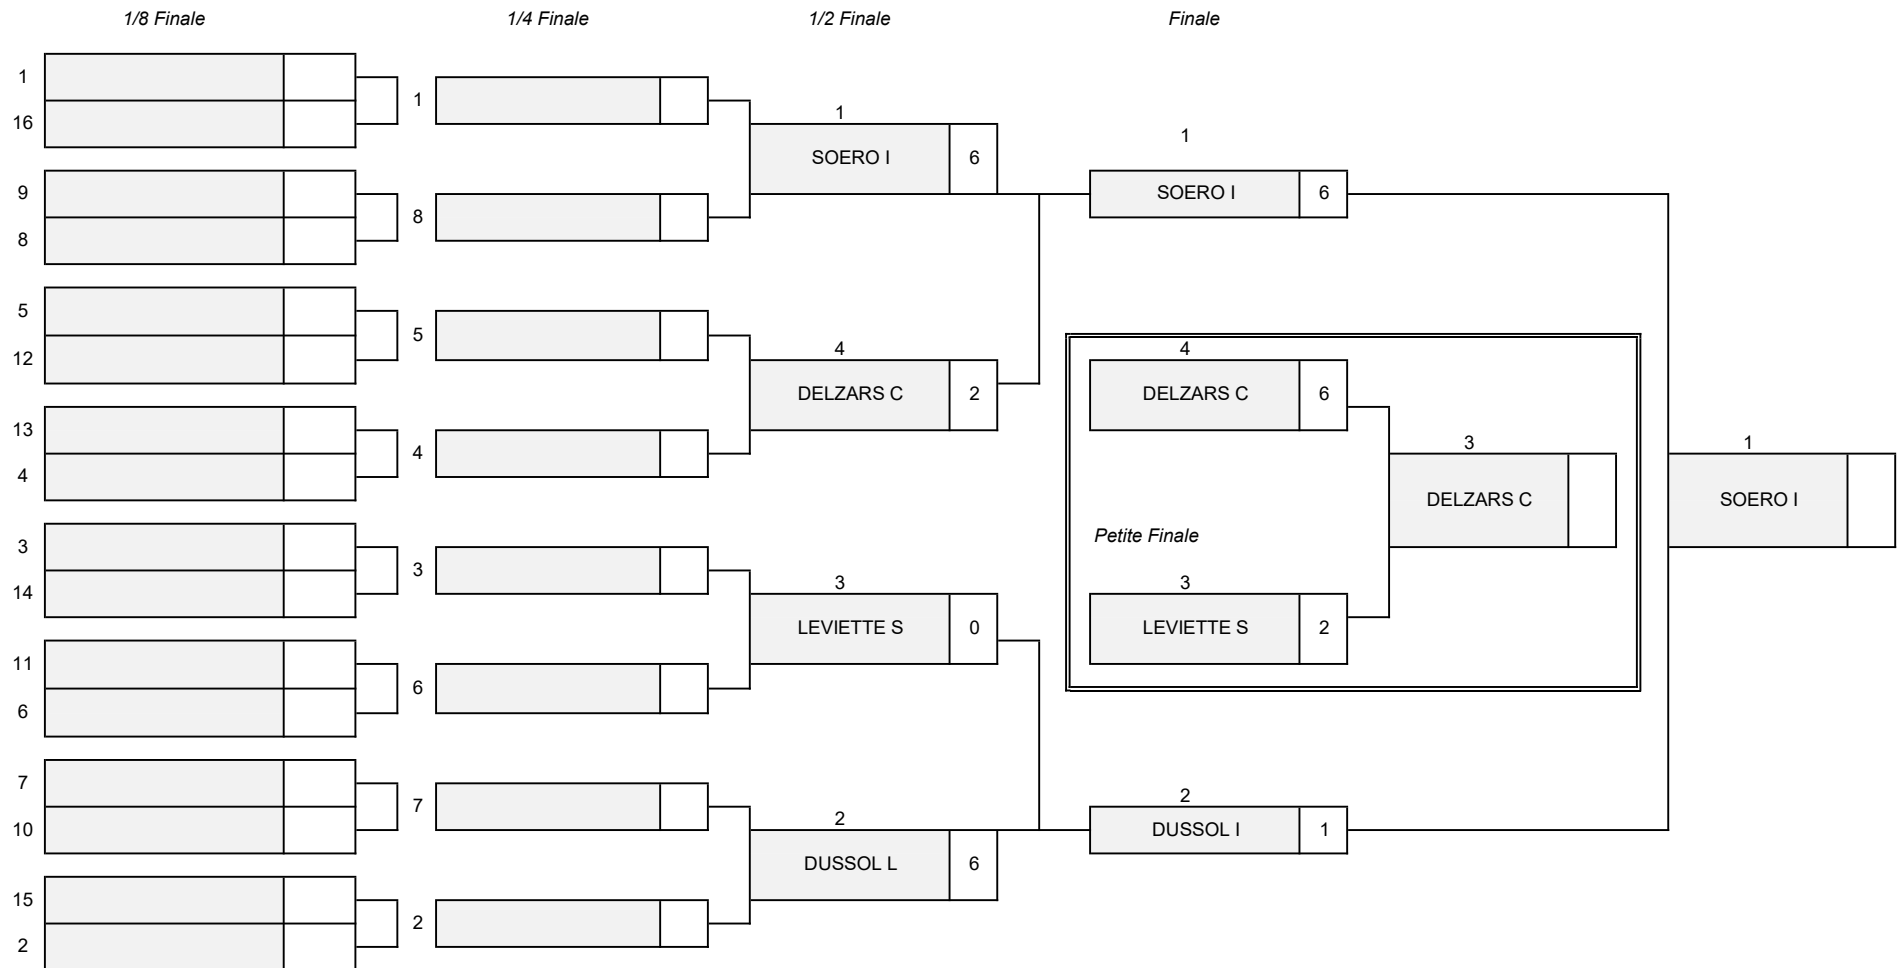 1/8 Finale 1/4 Finale 1/2 Finale Finale
1
16
9
8
5
12
13
4
3
14
11
6
7
10
15
2
1
8
5
4
3
6
7
2
1
SOERO I 6
4
DELZARS C 2
3
LEVIETTE S 0
2
DUSSOL L 6
1
SOERO I 6
4
DELZARS C 6
Petite Finale
3
LEVIETTE S 2
3
DELZARS C
2
DUSSOL I 1
1
SOERO I